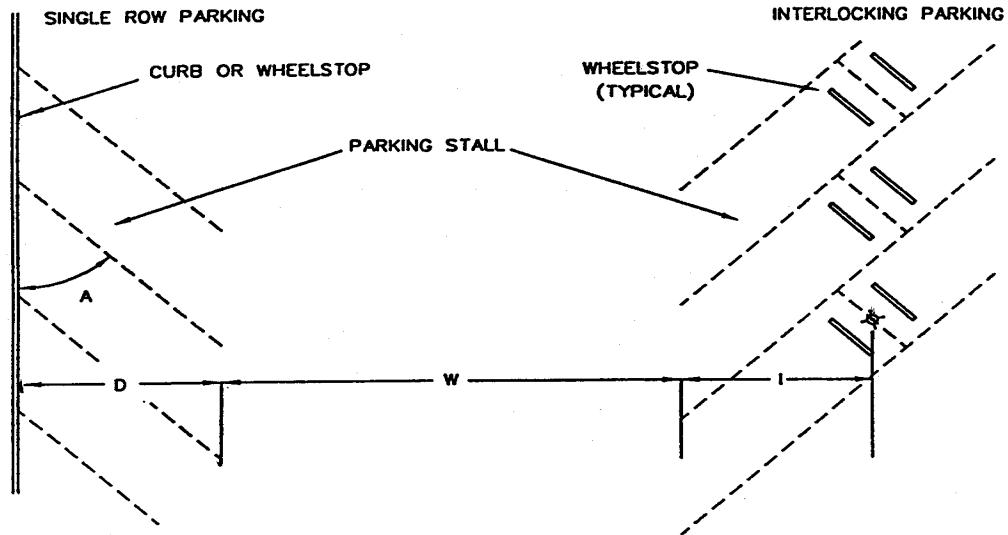 SINGLE ROW PARKING
INTERLOCKING PARKING
CURB OR WHEELSTOP
WHEELSTOP
(TYPICAL)
PARKING STALL
A
D
W
I